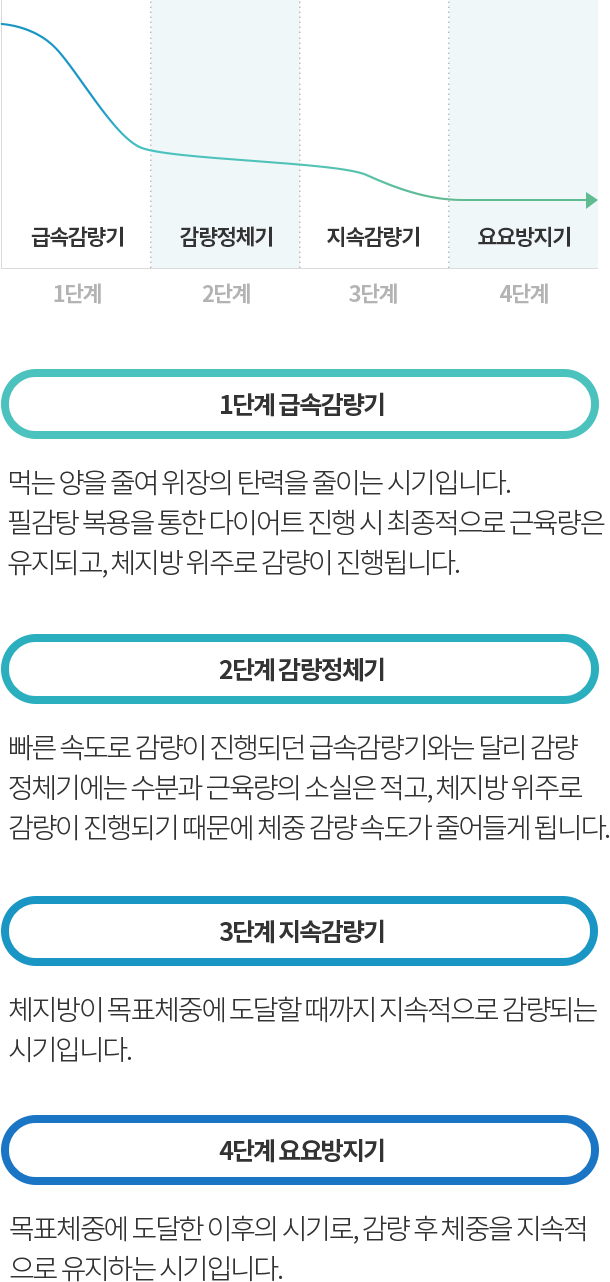 급속감량기 감량정체기 지속감량기 요요방지기
1단계 2단계 3단계 4단계
1단계 급속감량기
먹는 양을 줄여 위장의 탄력을 줄이는 시기입니다.
필감탕 복용을 통한 다이어트 진행 시 최종적으로 근육량은
유지되고, 체지방 위주로 감량이 진행됩니다.
2단계 감량정체기
빠른 속도로 감량이 진행되던 급속감량기와는 달리 감량
정체기에는 수분과 근육량의 소실은 적고, 체지방 위주로
감량이 진행되기 때문에 체중 감량 속도가 줄어들게 됩니다.
3단계 지속감량기
체지방이 목표체중에 도달할 때까지 지속적으로 감량되는
시기입니다.
4단계 요요방지기
목표체중에 도달한 이후의 시기로, 감량 후 체중을 지속적
으로 유지하는 시기입니다.